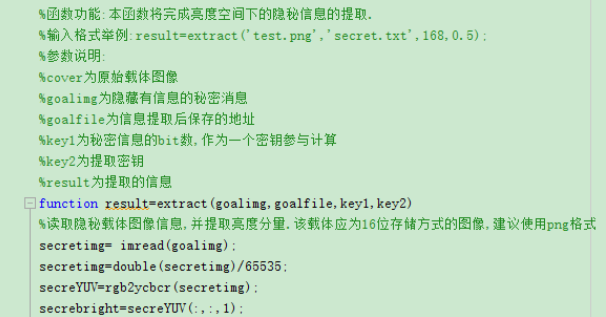 %函数功能:本函数将完成亮度空间下的隐秘信息的提取.
%输入格式举例:result=extract('test.png','secret.txt',168,0.5);
%参数说明:
%cover为原始载体图像
%goalimg为隐藏有信息的秘密消息
%goalfile为信息提取后保存的地址
%key1为秘密信息的bit数,作为一个密钥参与计算
%key2为提取密钥
%result为提取的信息
function result=extract(goalimg,goalfile,key1,key2)
%读取隐秘载体图像信息,并提取亮度分量.该载体应为16位存储方式的图像,建议使用png格式
secretimg= imread(goalimg);
secretimg=double(secretimg)/65535;
secreYUV=rgb2ycbcr(secretimg);
secrebright=secreYUV(:,:,1);